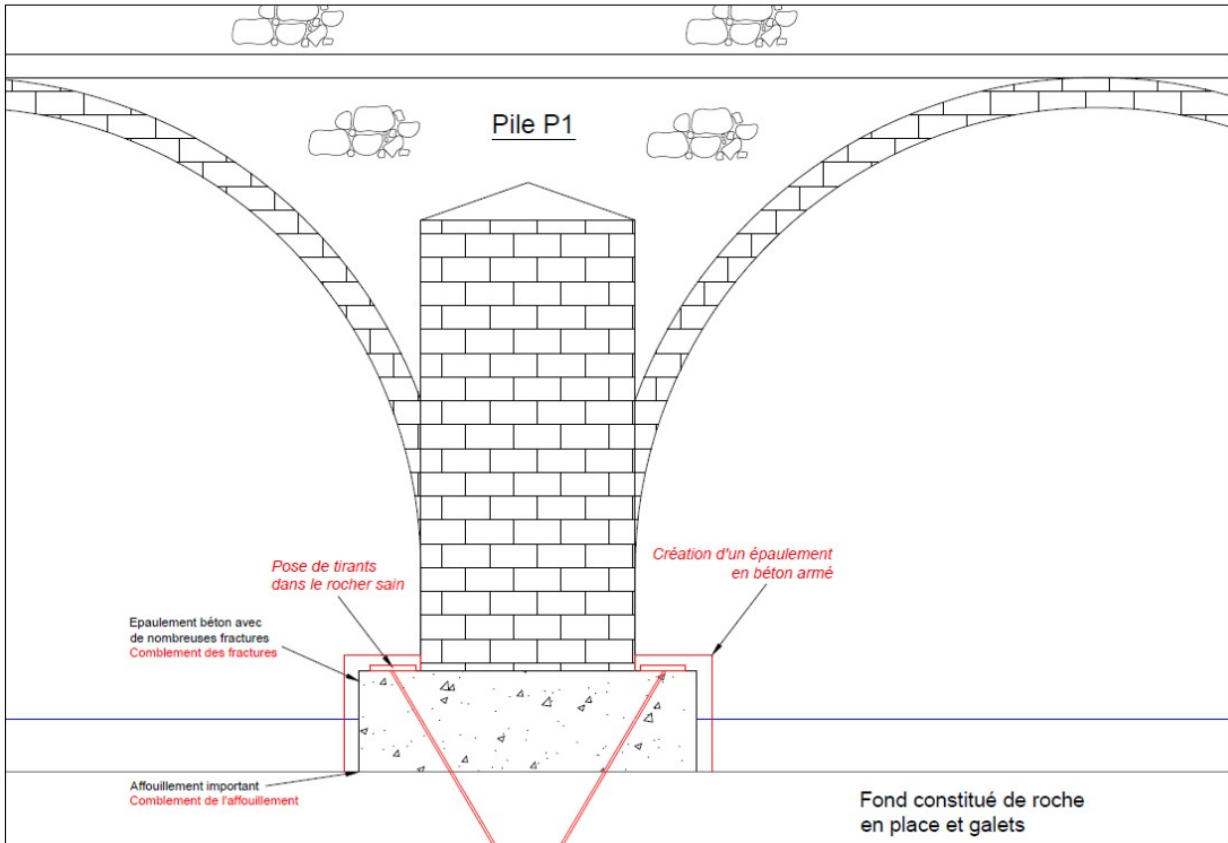 Pile P1
Pose de tirants
dans le rocher sain
Création d'un épaulement
en béton armé
Epaulement béton avec
de nombreuses fractures
Comblement des fractures
Affouillement important
Comblement de l'affouillement
Fond constitué de roche
en place et galets